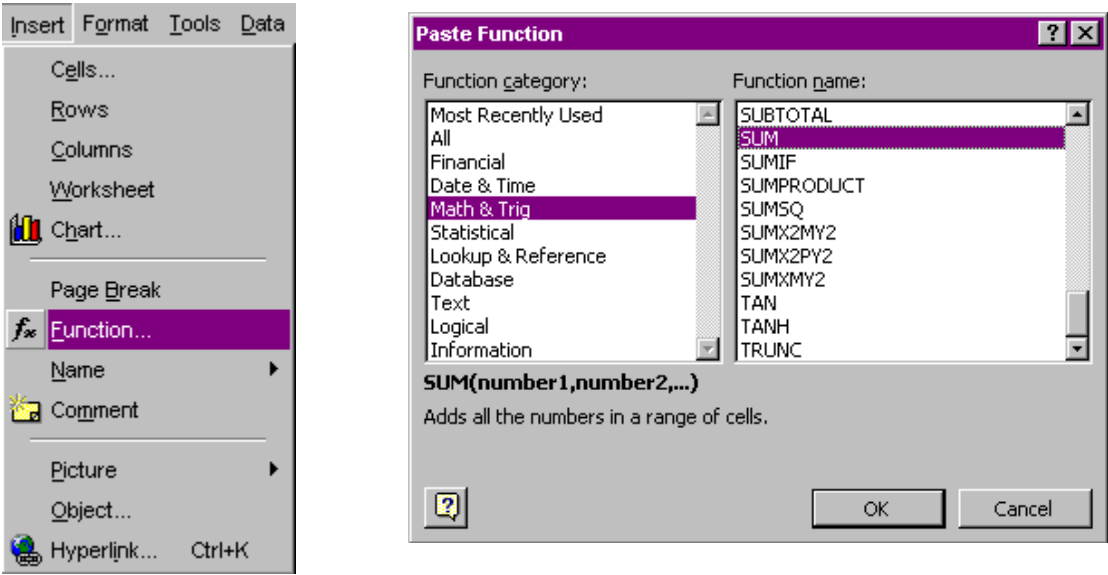 Insert Format Tools Data
Cells...
Rows
Columns
Worksheet
Chart...
Page Break
fx Function...
Name
Comment
Picture
Object...
Hyperlink... Ctrl+K
Paste Function ? X
Function category:
Most Recently Used
All
Financial
Date & Time
Math & Trig
Statistical
Lookup & Reference
Database
Text
Logical
Information
Function name:
SUBTOTAL
SUM
SUMIF
SUMPRODUCT
SUMSQ
SUMX2MY2
SUMX2PY2
SUMXMY2
TAN
TANH
TRUNC
SUM(number1,number2,...)
Adds all the numbers in a range of cells.
?
OK Cancel